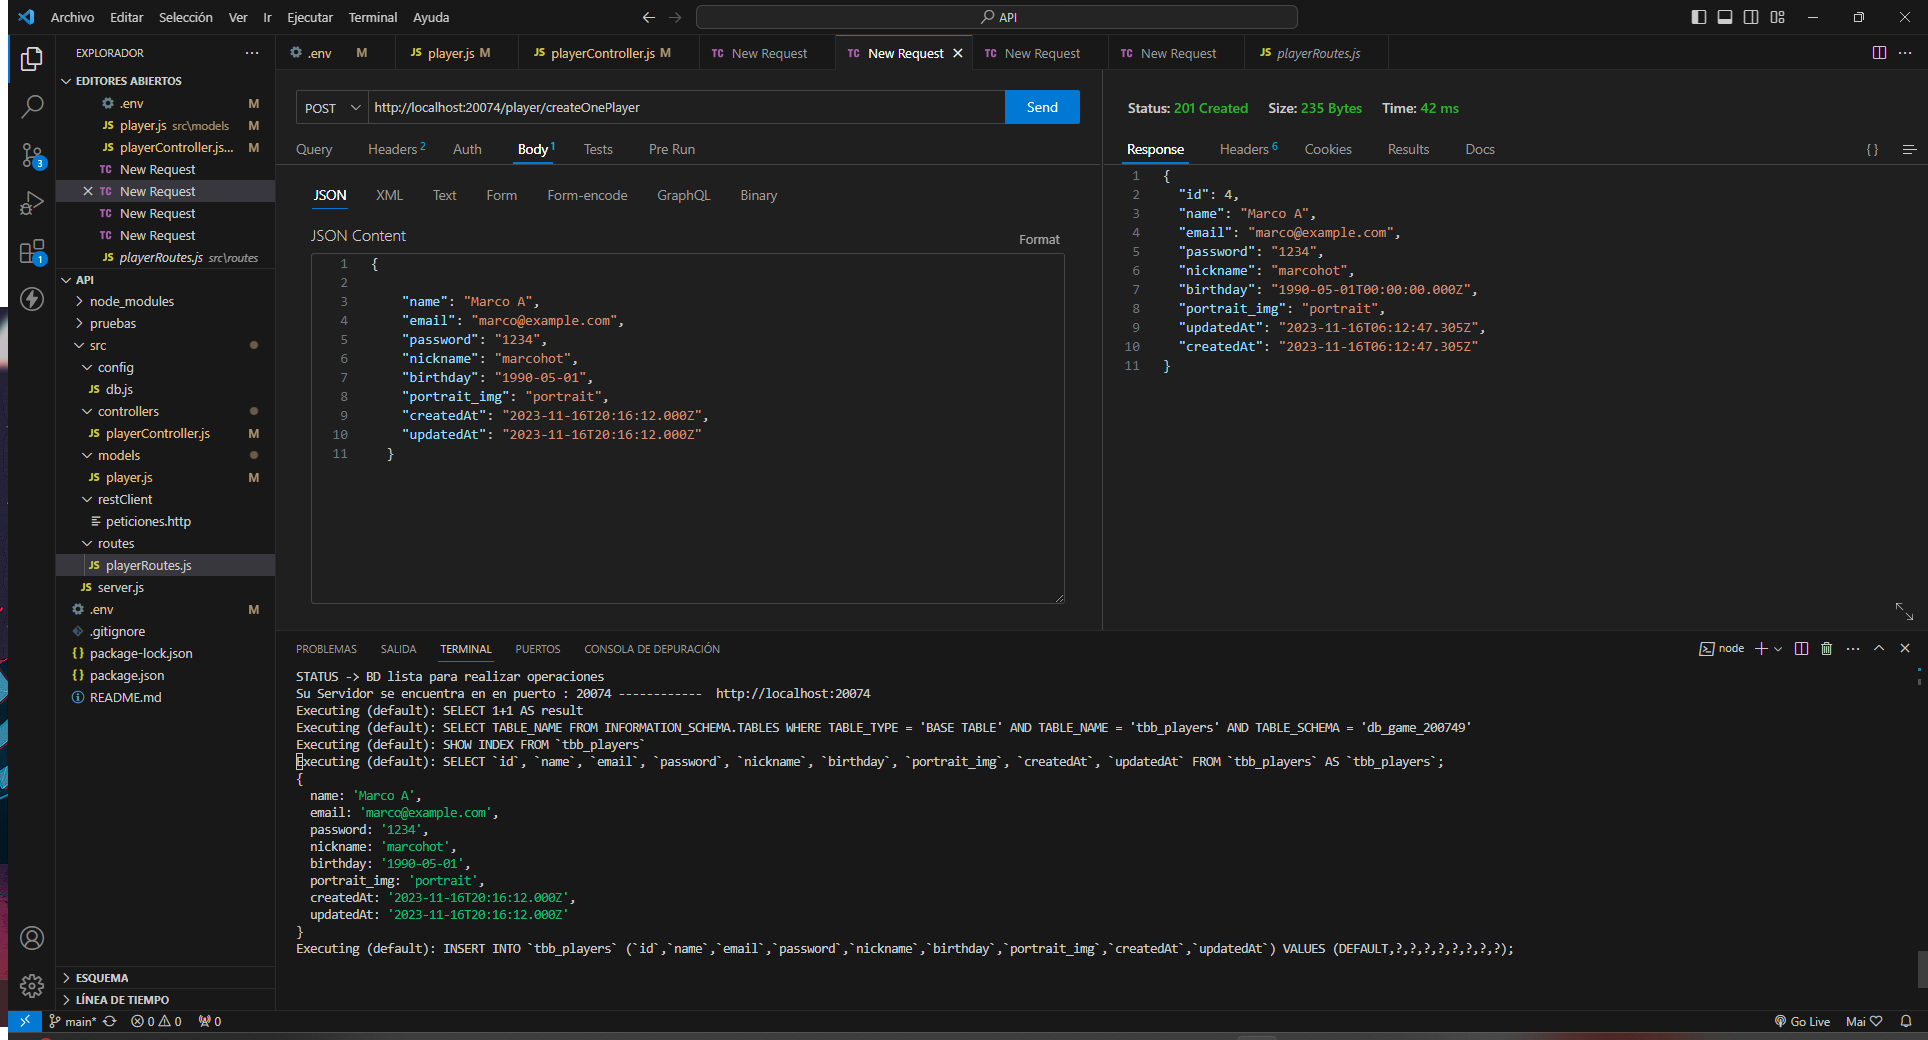 Archivo Editar Selección Ver Ir Ejecutar Terminal Ayuda
API
EXPLORADOR
EDITORES ABIERTOS
.env M
JS player.js src\models M
JS playerController.js... M
TC New Request
TC New Request
TC New Request
TC New Request
JS playerRoutes.js src\routes
API
node_modules
pruebas
src
config
JS db.js
controllers
JS playerController.js M
models
JS player.js M
restClient
peticiones.http
routes
JS playerRoutes.js
JS server.js
.env M
.gitignore
{} package-lock.json
{} package.json
README.md
ESQUEMA
LÍNEA DE TIEMPO
3
1
.env M JS player.js M JS playerController.js M TC New Request TC New Request TC New Request TC New Request JS playerRoutes.js
POST http://localhost:20074/player/createOnePlayer Send
Query Headers 2 Auth Body 1 Tests Pre Run
JSON XML Text Form Form-encode GraphQL Binary
JSON Content Format
1 {
2
3 "name": "Marco A",
4 "email": "marco@example.com",
5 "password": "1234",
6 "nickname": "marcohot",
7 "birthday": "1990-05-01",
8 "portrait_img": "portrait",
9 "createdAt": "2023-11-16T20:16:12.000Z",
10 "updatedAt": "2023-11-16T20:16:12.000Z"
11 }
Status: 201 Created Size: 235 Bytes Time: 42 ms
Response Headers 6 Cookies Results Docs { }
1 {
2 "id": 4,
3 "name": "Marco A",
4 "email": "marco@example.com",
5 "password": "1234",
6 "nickname": "marcohot",
7 "birthday": "1990-05-01T00:00:00.000Z",
8 "portrait_img": "portrait",
9 "updatedAt": "2023-11-16T06:12:47.305Z",
10 "createdAt": "2023-11-16T06:12:47.305Z"
11 }
PROBLEMAS SALIDA TERMINAL PUERTOS CONSOLA DE DEPURACIÓN
node
STATUS -> BD lista para realizar operaciones
Su Servidor se encuentra en en puerto : 20074 ------------ http://localhost:20074
Executing (default): SELECT 1+1 AS result
Executing (default): SELECT TABLE_NAME FROM INFORMATION_SCHEMA.TABLES WHERE TABLE_TYPE = 'BASE TABLE' AND TABLE_NAME = 'tbb_players' AND TABLE_SCHEMA = 'db_game_200749'
Executing (default): SHOW INDEX FROM `tbb_players`
Executing (default): SELECT `id`, `name`, `email`, `password`, `nickname`, `birthday`, `portrait_img`, `createdAt`, `updatedAt` FROM `tbb_players` AS `tbb_players`;
{
name: 'Marco A',
email: 'marco@example.com',
password: '1234',
nickname: 'marcohot',
birthday: '1990-05-01',
portrait_img: 'portrait',
createdAt: '2023-11-16T20:16:12.000Z',
updatedAt: '2023-11-16T20:16:12.000Z'
}
Executing (default): INSERT INTO `tbb_players` (`id`,`name`,`email`,`password`,`nickname`,`birthday`,`portrait_img`,`createdAt`,`updatedAt`) VALUES (DEFAULT,?,?,?,?,?,?,?,?);
main* 0 0 0 Go Live Mai